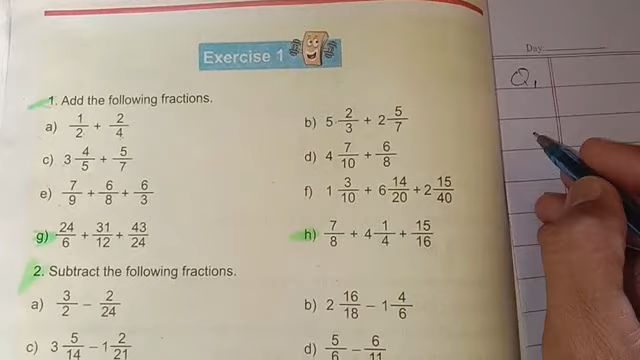 Exercise 1
Day:
Q1
1. Add the following fractions.
a) 1/2 + 2/4
b) 5 2/3 + 2 5/7
c) 3 4/5 + 5/7
d) 4 7/10 + 6/8
e) 7/9 + 6/8 + 6/3
f) 1 3/10 + 6 14/20 + 2 15/40
g) 24/6 + 31/12 + 43/24
h) 7/8 + 4 1/4 + 15/16
2. Subtract the following fractions.
a) 3/2 - 2/24
b) 2 16/18 - 1 4/6
c) 3 5/14 - 1 2/21
d) 5/6 - 6/11